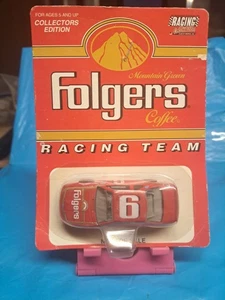 FOR AGES 5 AND UP
COLLECTORS
EDITION
RACING
Mountain Grown
Folgers
Coffee
RACING TEAM
Folgers
6